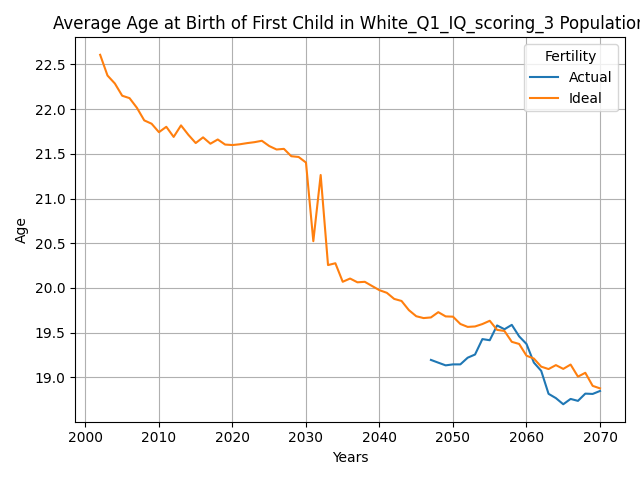 Average Age at Birth of First Child in White_Q1_IQ_scoring_3 Population
Fertility
Actual
Ideal
Age
22.5
22.0
21.5
21.0
20.5
20.0
19.5
19.0
2000 2010 2020 2030 2040 2050 2060 2070
Years